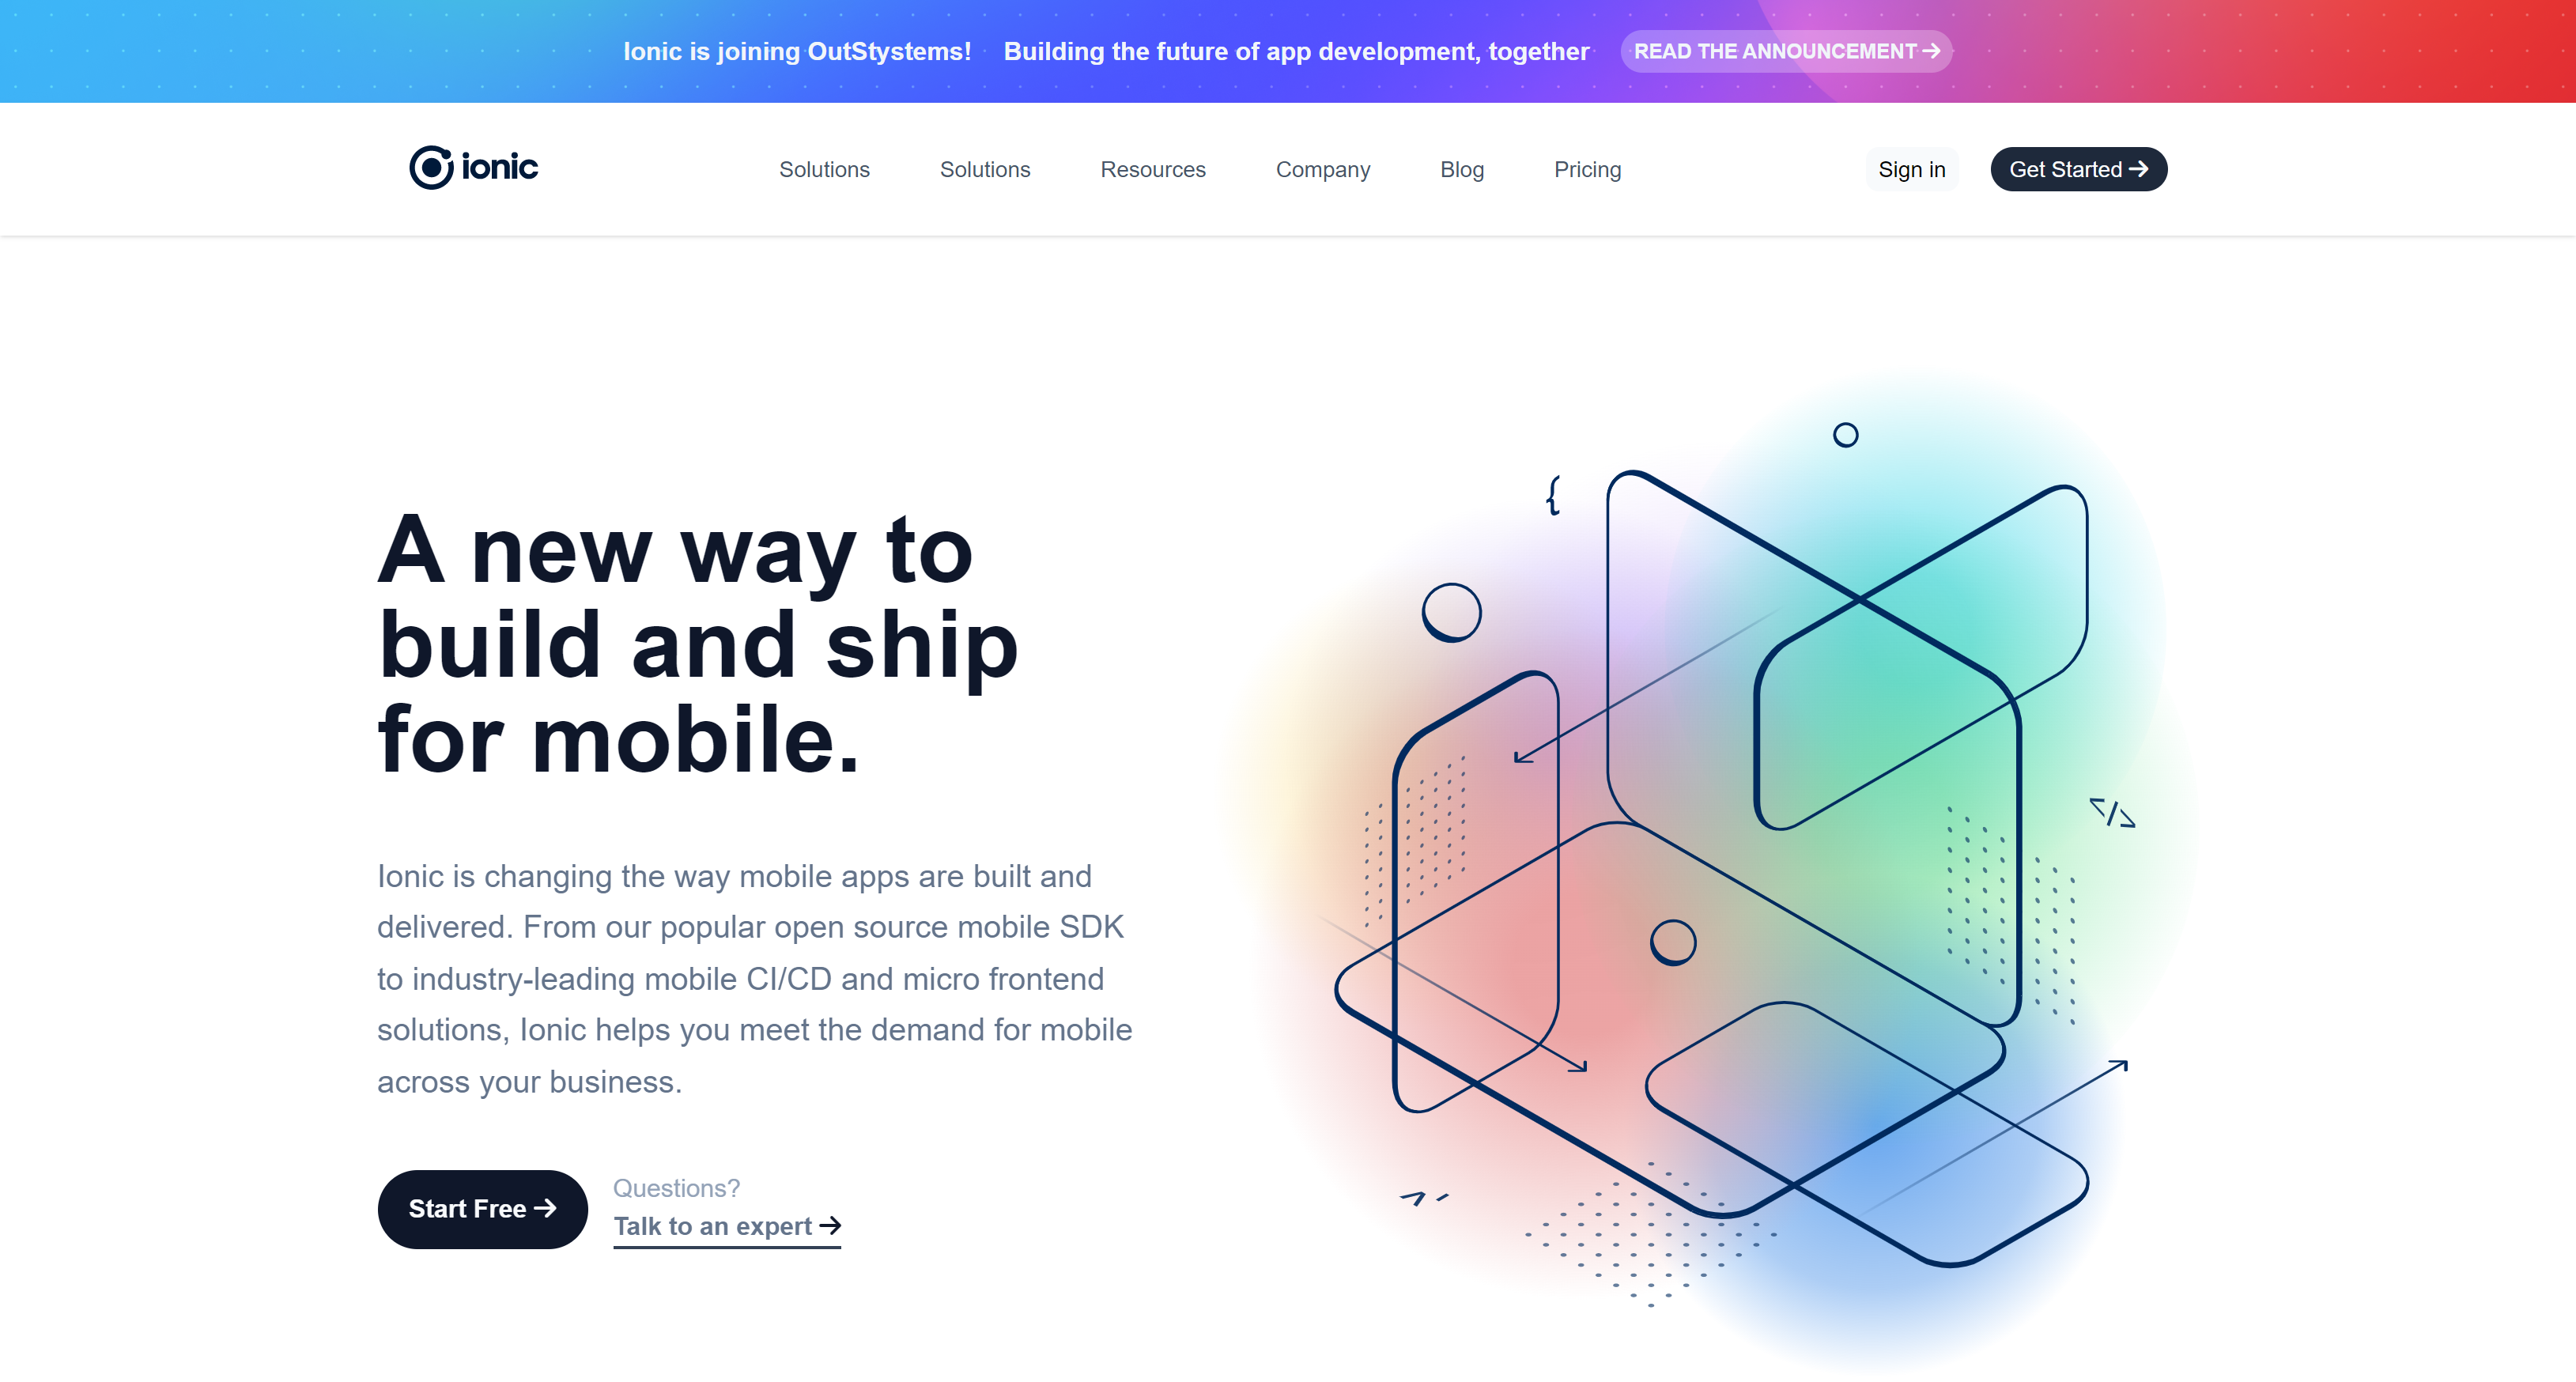 Ionic is joining OutStystems! Building the future of app development, together READ THE ANNOUNCEMENT →
ionic Solutions Solutions Resources Company Blog Pricing Sign in Get Started →
A new way to
build and ship
for mobile.
{
</>
Ionic is changing the way mobile apps are built and
delivered. From our popular open source mobile SDK
to industry-leading mobile CI/CD and micro frontend
solutions, Ionic helps you meet the demand for mobile
across your business.
Start Free →
Questions?
Talk to an expert →